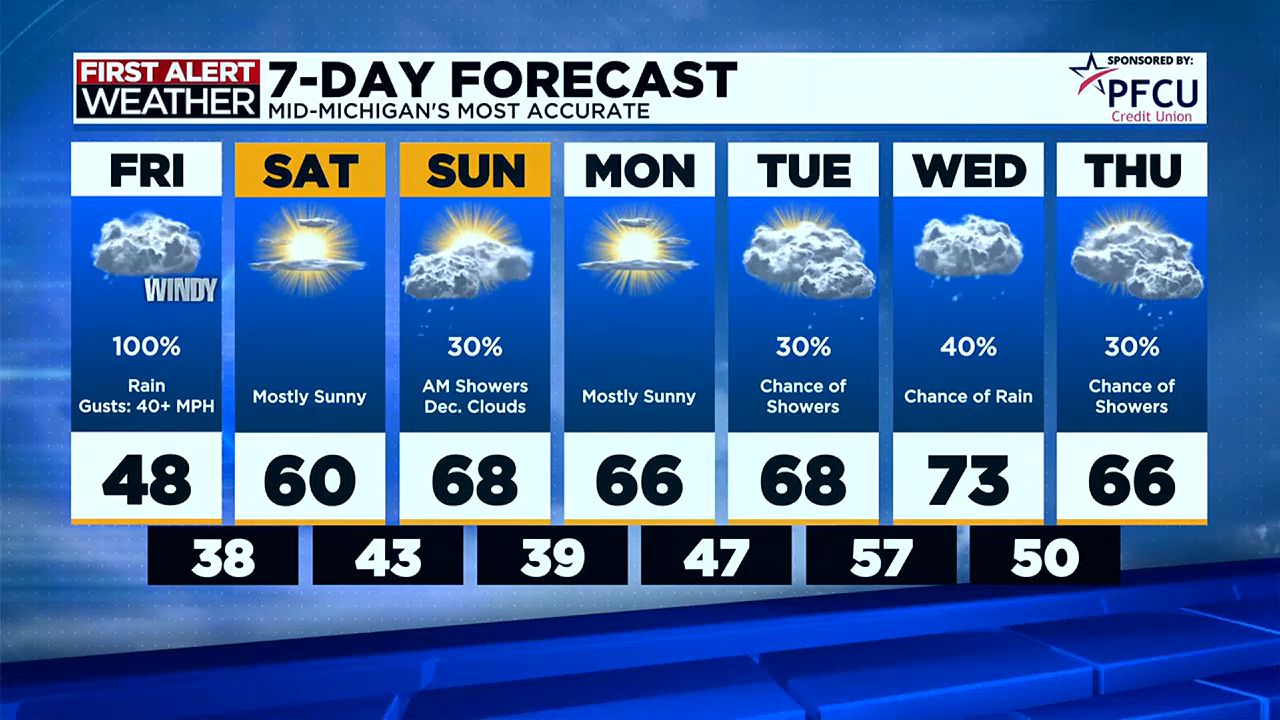 FIRST ALERT
WEATHER
7-DAY FORECAST
MID-MICHIGAN'S MOST ACCURATE
SPONSORED BY:
PFCU
Credit Union
FRI
SAT
SUN
MON
TUE
WED
THU
WINDY
100%
30%
30%
40%
30%
Rain
Gusts: 40+ MPH
Mostly Sunny
AM Showers
Dec. Clouds
Mostly Sunny
Chance of
Showers
Chance of Rain
Chance of
Showers
48
60
68
66
68
73
66
38
43
39
47
57
50